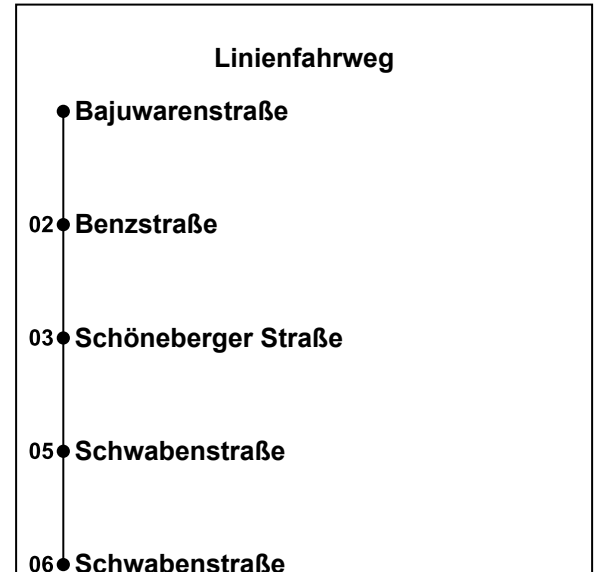 Linienfahrweg
Bajuwarenstraße
02 Benzstraße
03 Schöneberger Straße
05 Schwabenstraße
06 Schwabenstraße